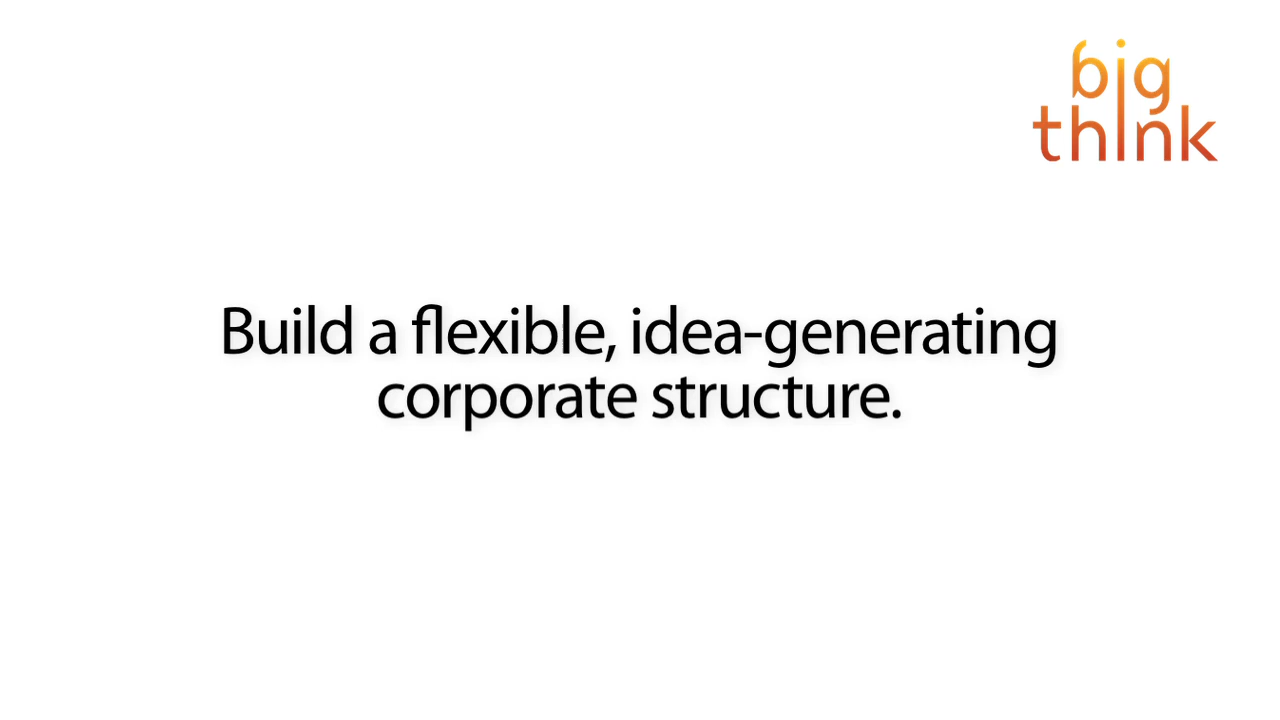 big
think
Build a flexible, idea-generating
corporate structure.